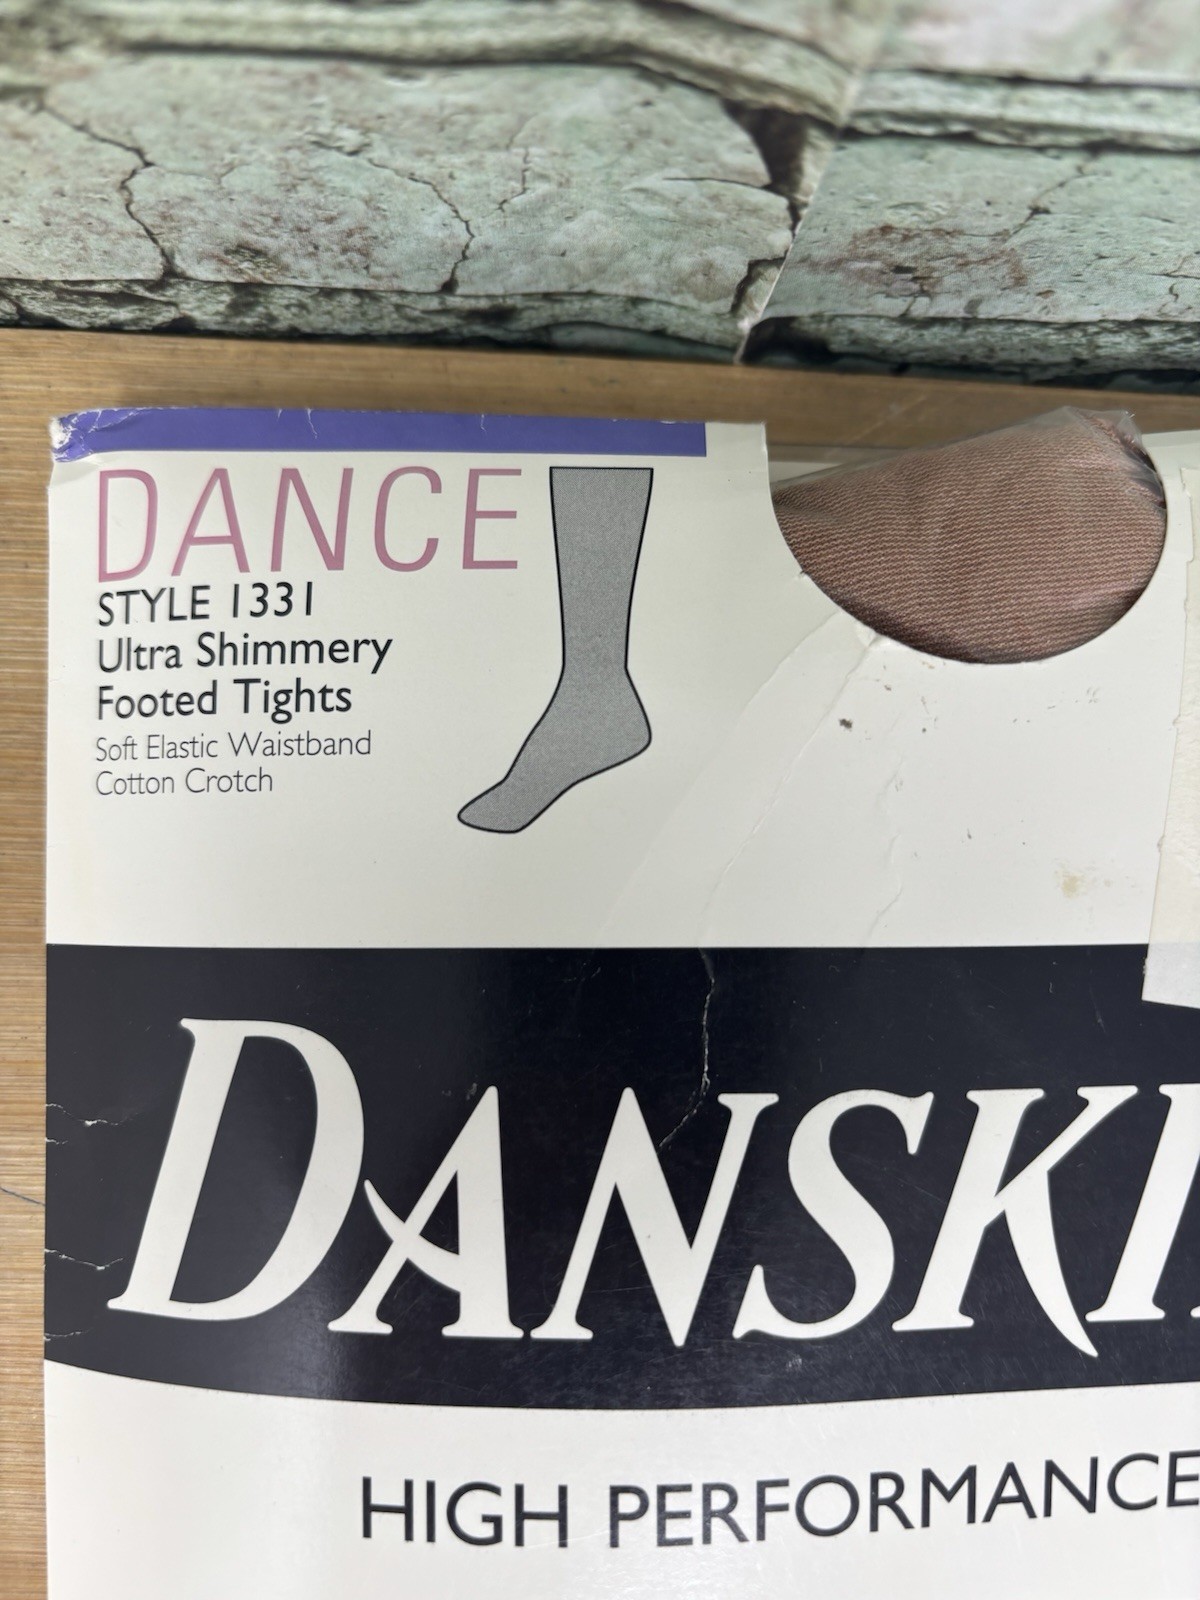 DANCE
STYLE 1331
Ultra Shimmery
Footed Tights
Soft Elastic Waistband
Cotton Crotch
DANSKI
HIGH PERFORMANCE